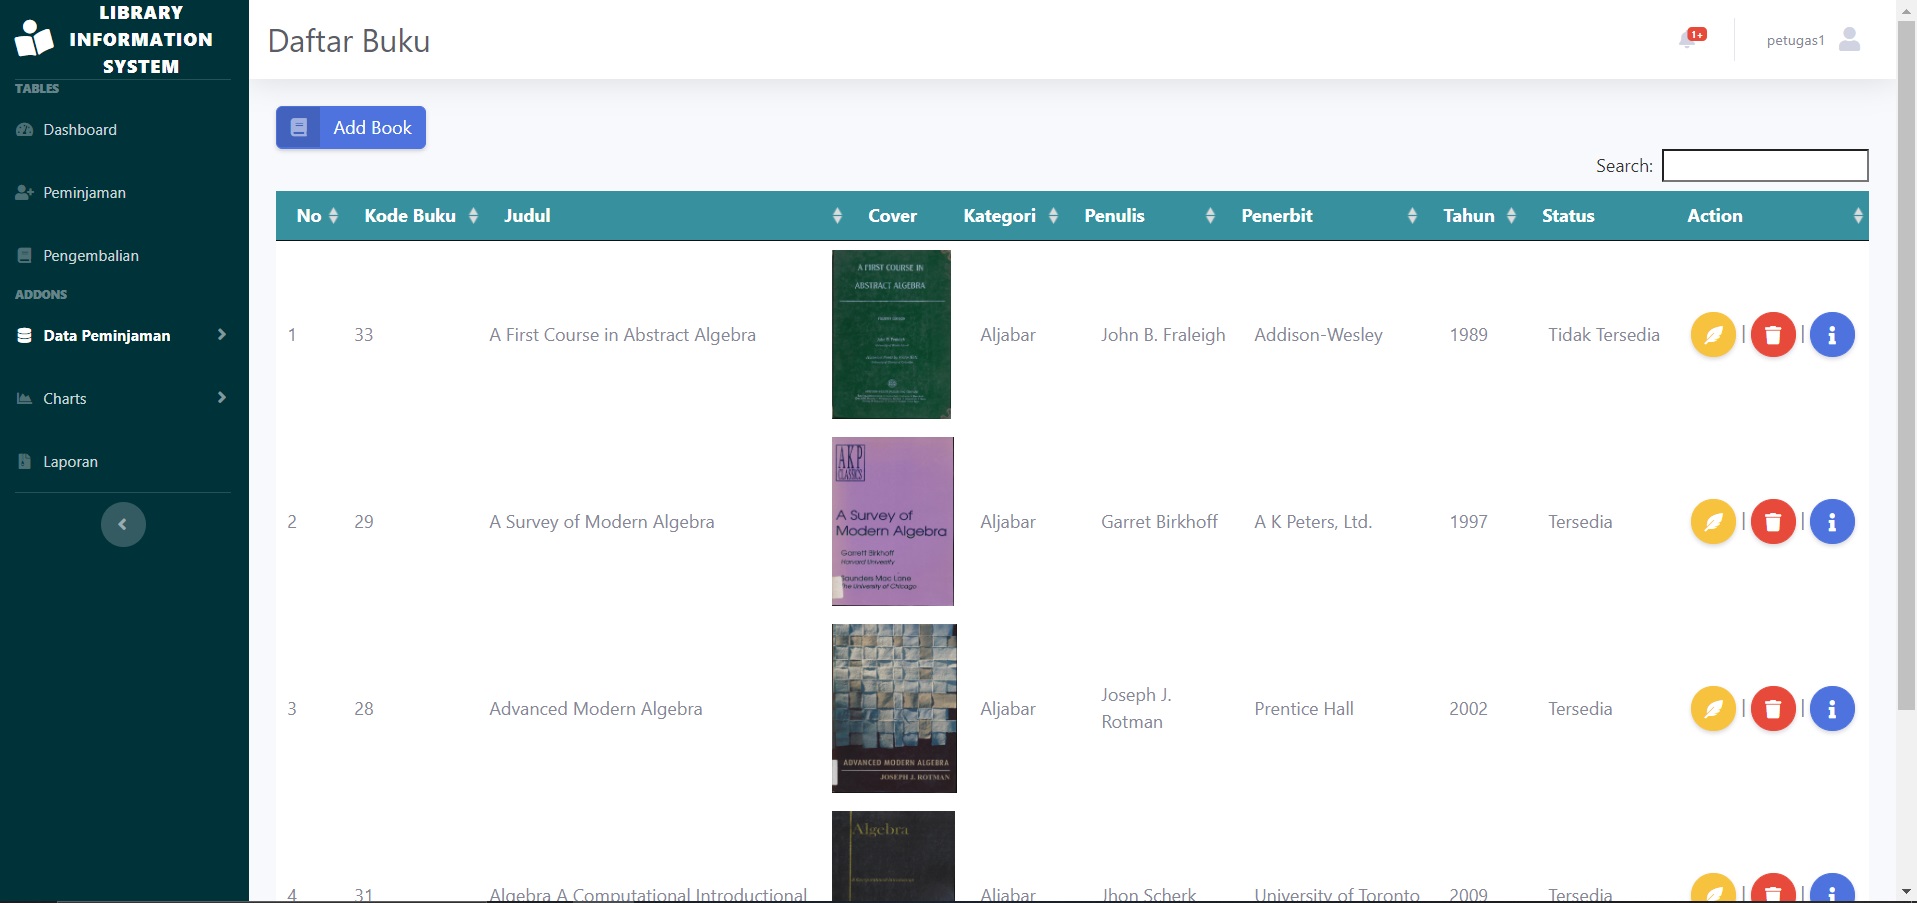 LIBRARY
INFORMATION
SYSTEM
TABLES
Dashboard
Peminjaman
Pengembalian
ADDONS
Data Peminjaman
Charts
Laporan
Daftar Buku
1+
petugas1
Add Book
Search:
No Kode Buku Judul Cover Kategori Penulis Penerbit Tahun Status Action
A FIRST COURSE IN
ABSTRACT ALGEBRA
1 33 A First Course in Abstract Algebra Aljabar John B. Fraleigh Addison-Wesley 1989 Tidak Tersedia | |
AKP
CLASSICS
A Survey of
Modern Algebra
Garrett Birkhoff
Harvard University
Saunders Mac Lane
The University of Chicago
2 29 A Survey of Modern Algebra Aljabar Garret Birkhoff A K Peters, Ltd. 1997 Tersedia | |
3 28 Advanced Modern Algebra Aljabar Joseph J.
Rotman Prentice Hall 2002 Tersedia | |
ADVANCED MODERN ALGEBRA
JOSEPH J. ROTMAN
Algebra
4 31 Algebra A Computational Introductional Aljabar Jhon Scherk University of Toronto 2009 Tersedia | |